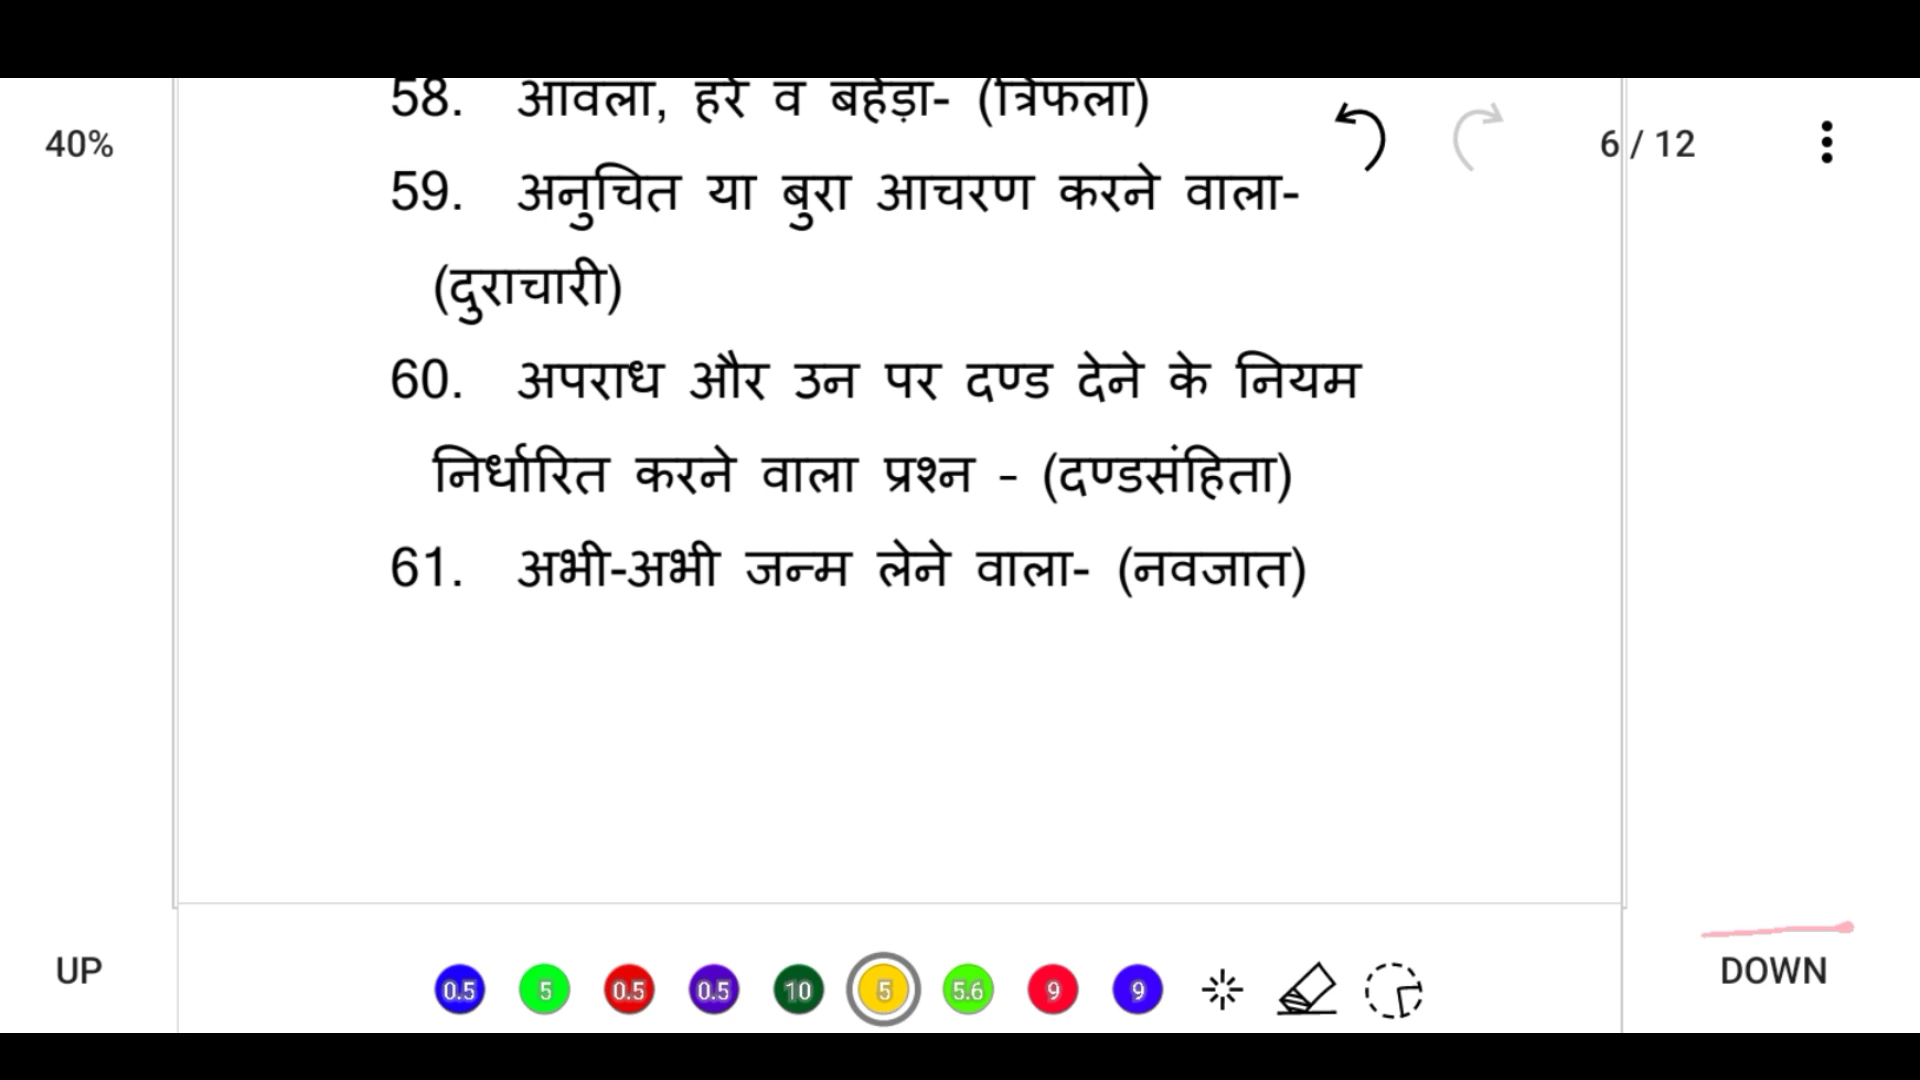 58. आंवला, हर्रे व बहेड़ा- (त्रिफला)
40%
6 / 12
59. अनुचित या बुरा आचरण करने वाला-
(दुराचारी)
60. अपराध और उन पर दण्ड देने के नियम
निर्धारित करने वाला प्रश्न - (दण्डसंहिता)
61. अभी-अभी जन्म लेने वाला- (नवजात)
UP
DOWN
0.5 5 0.5 0.5 10 5 5.6 9 9